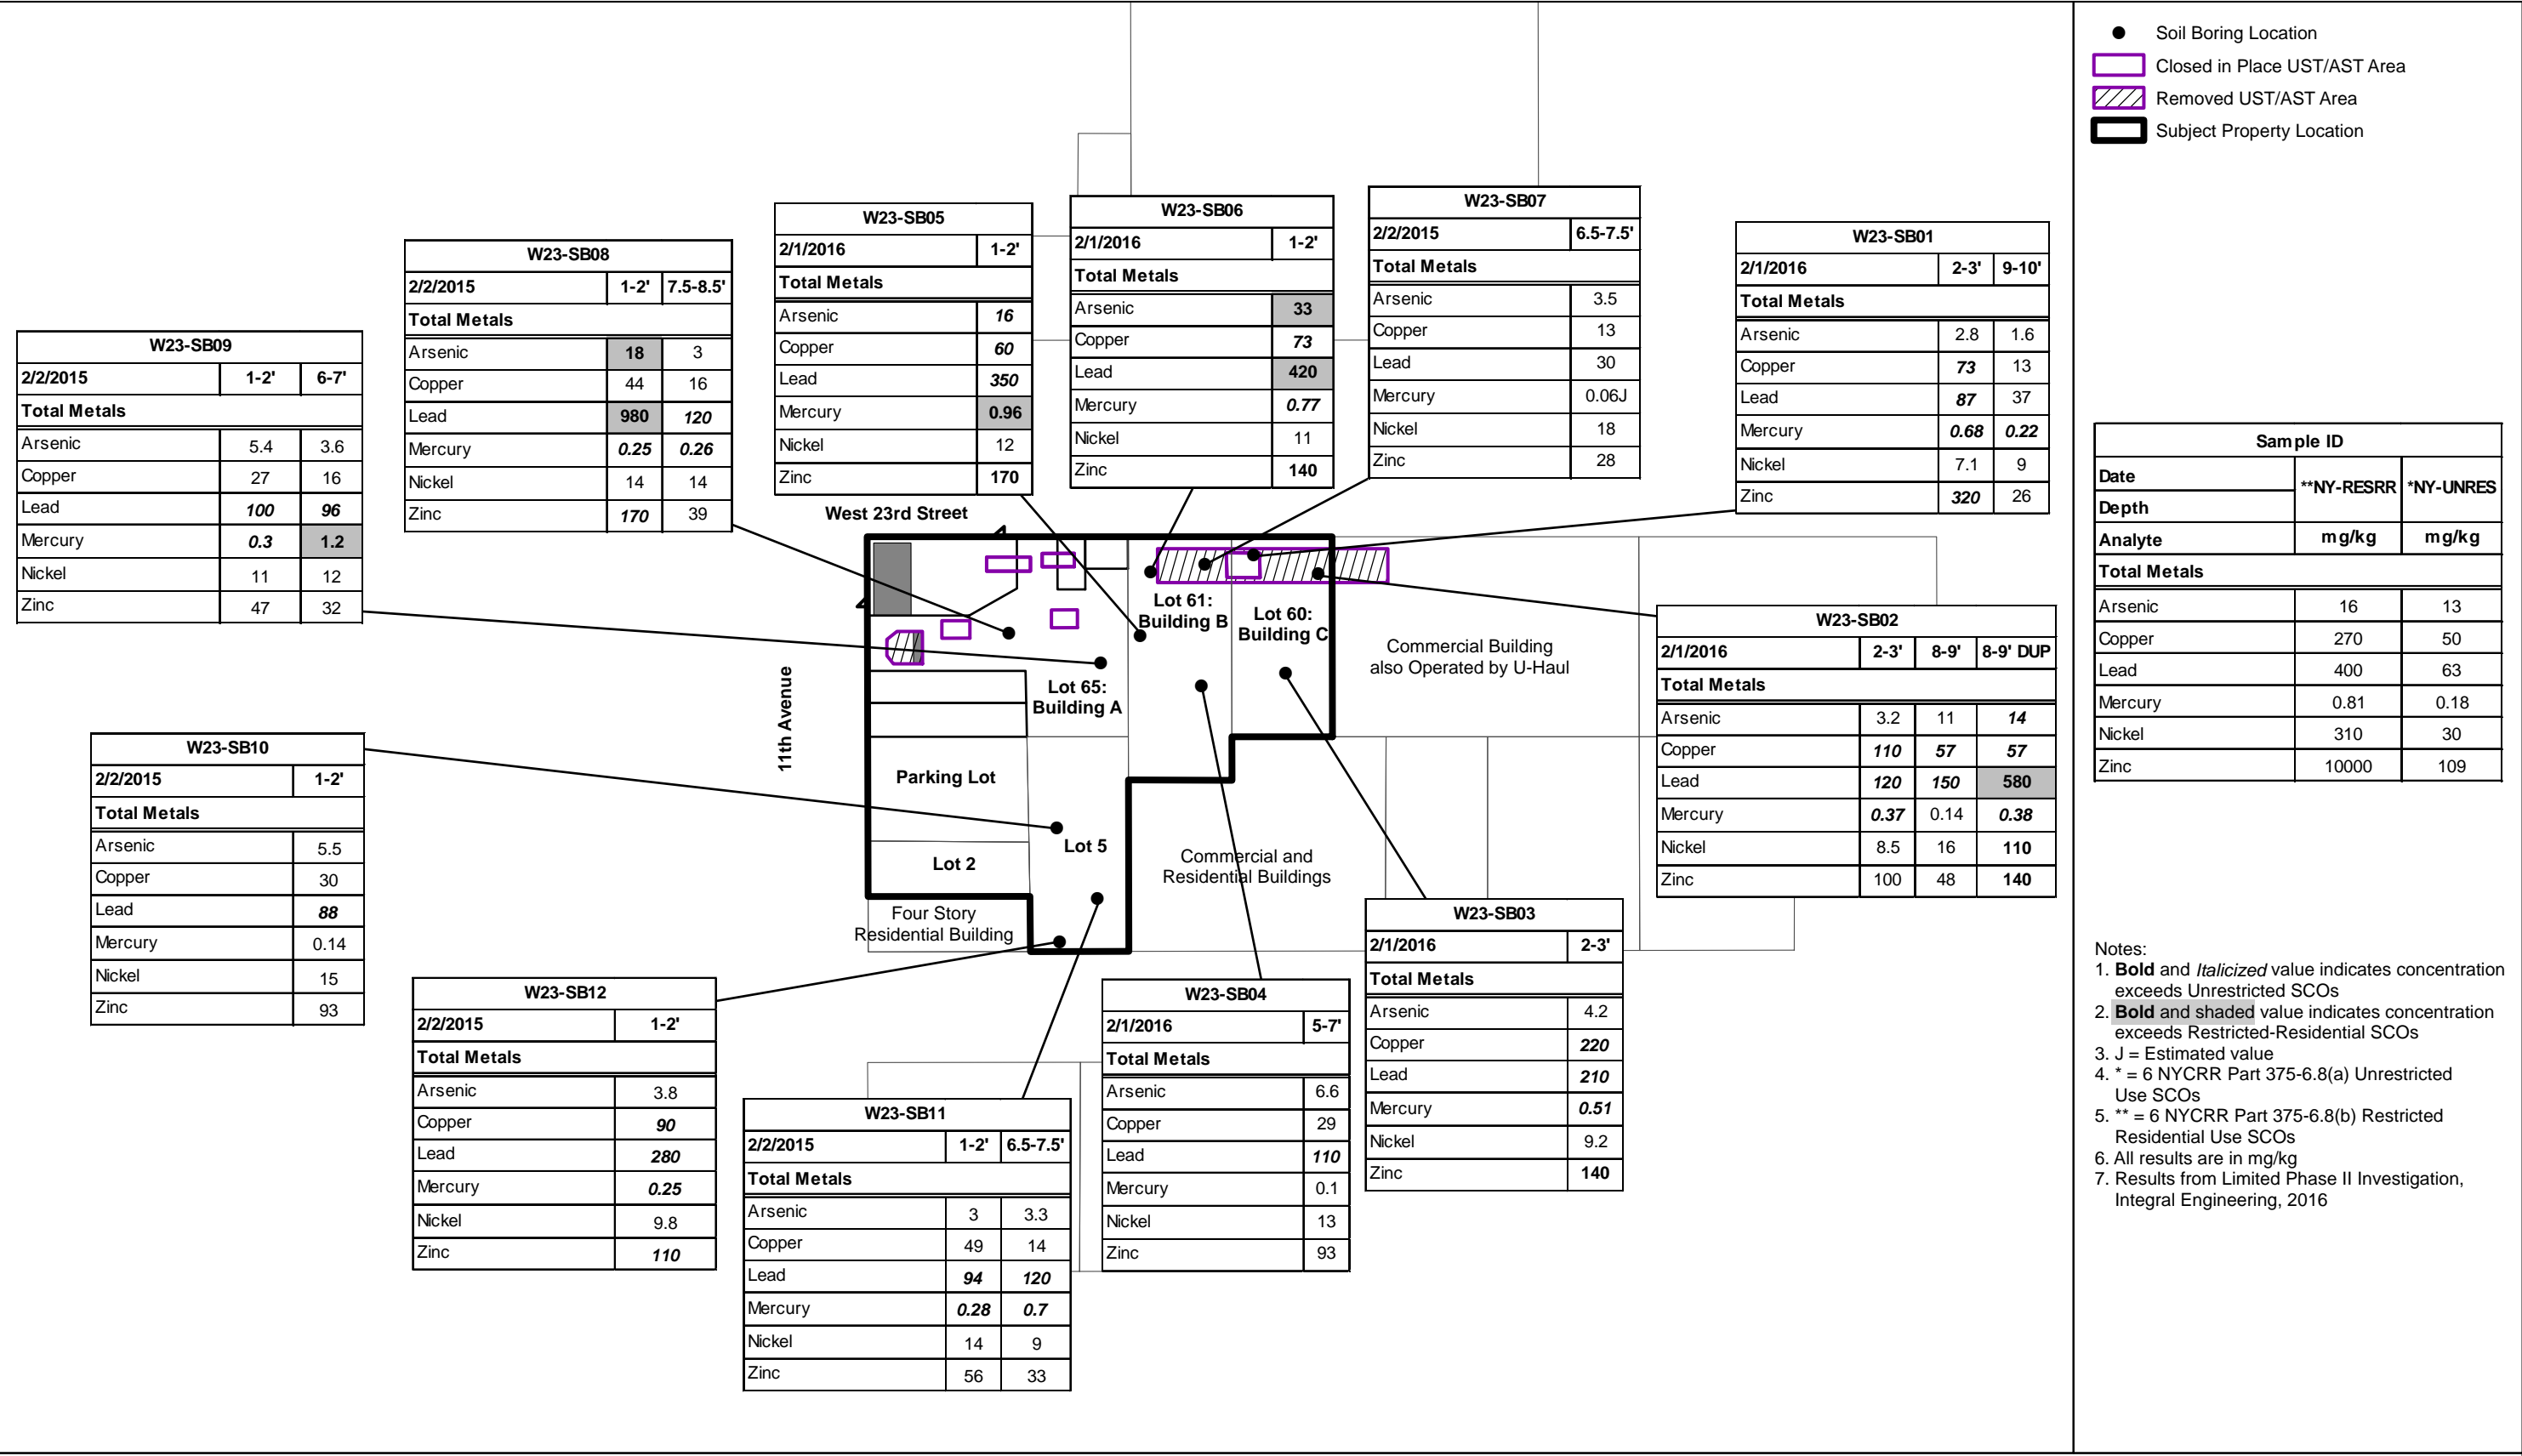 Soil Boring Location
Closed in Place UST/AST Area
Removed UST/AST Area
Subject Property Location
W23-SB07
2/2/2015 6.5-7.5'
Total Metals
Arsenic 3.5
Copper 13
Lead 30
Mercury 0.06J
Nickel 18
Zinc 28
W23-SB06
2/1/2016 1-2'
Total Metals
Arsenic 33
Copper 73
Lead 420
Mercury 0.77
Nickel 11
Zinc 140
W23-SB05
2/1/2016 1-2'
Total Metals
Arsenic 16
Copper 60
Lead 350
Mercury 0.96
Nickel 12
Zinc 170
W23-SB01
2/1/2016 2-3' 9-10'
Total Metals
Arsenic 2.8 1.6
Copper 73 13
Lead 87 37
Mercury 0.68 0.22
Nickel 7.1 9
Zinc 320 26
W23-SB08
2/2/2015 1-2' 7.5-8.5'
Total Metals
Arsenic 18 3
Copper 44 16
Lead 980 120
Mercury 0.25 0.26
Nickel 14 14
Zinc 170 39
W23-SB09
2/2/2015 1-2' 6-7'
Total Metals
Arsenic 5.4 3.6
Copper 27 16
Lead 100 96
Mercury 0.3 1.2
Nickel 11 12
Zinc 47 32
Sample ID
Date **NY-RESRR *NY-UNRES
Depth
Analyte mg/kg mg/kg
Total Metals
Arsenic 16 13
Copper 270 50
Lead 400 63
Mercury 0.81 0.18
Nickel 310 30
Zinc 10000 109
West 23rd Street
11th Avenue
Lot 61:
Building B
Lot 60:
Building C
Lot 65:
Building A
Commercial Building
also Operated by U-Haul
Parking Lot
Lot 5
Lot 2
Commercial and
Residential Buildings
Four Story
Residential Building
W23-SB02
2/1/2016 2-3' 8-9' 8-9' DUP
Total Metals
Arsenic 3.2 11 14
Copper 110 57 57
Lead 120 150 580
Mercury 0.37 0.14 0.38
Nickel 8.5 16 110
Zinc 100 48 140
W23-SB10
2/2/2015 1-2'
Total Metals
Arsenic 5.5
Copper 30
Lead 88
Mercury 0.14
Nickel 15
Zinc 93
W23-SB03
2/1/2016 2-3'
Total Metals
Arsenic 4.2
Copper 220
Lead 210
Mercury 0.51
Nickel 9.2
Zinc 140
W23-SB12
2/2/2015 1-2'
Total Metals
Arsenic 3.8
Copper 90
Lead 280
Mercury 0.25
Nickel 9.8
Zinc 110
W23-SB04
2/1/2016 5-7'
Total Metals
Arsenic 6.6
Copper 29
Lead 110
Mercury 0.1
Nickel 13
Zinc 93
W23-SB11
2/2/2015 1-2' 6.5-7.5'
Total Metals
Arsenic 3 3.3
Copper 49 14
Lead 94 120
Mercury 0.28 0.7
Nickel 14 9
Zinc 56 33
Notes:
1. Bold and Italicized value indicates concentration
exceeds Unrestricted SCOs
2. Bold and shaded value indicates concentration
exceeds Restricted-Residential SCOs
3. J = Estimated value
4. * = 6 NYCRR Part 375-6.8(a) Unrestricted
Use SCOs
5. ** = 6 NYCRR Part 375-6.8(b) Restricted
Residential Use SCOs
6. All results are in mg/kg
7. Results from Limited Phase II Investigation,
Integral Engineering, 2016